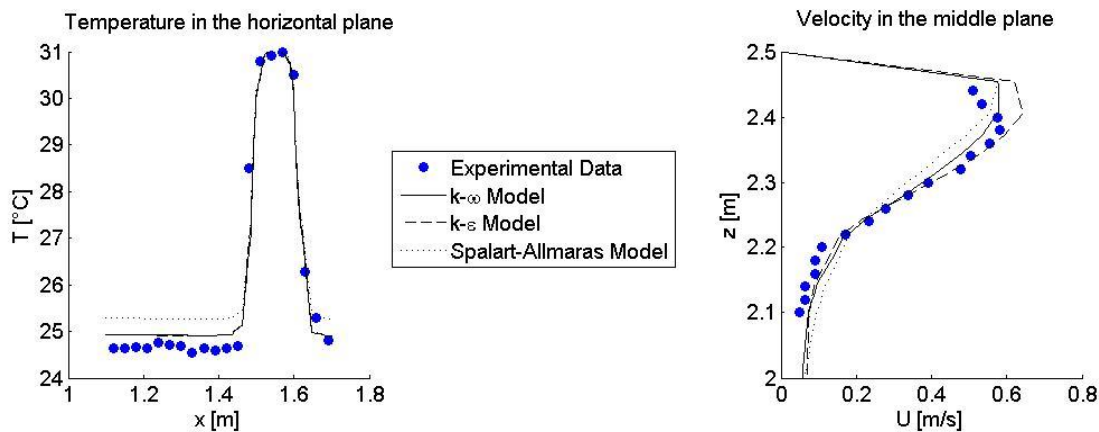 Temperature in the horizontal plane
31
30
29
28
27
26
25
24
T [°C]
1
1.2
1.4
1.6
1.8
x [m]
Experimental Data
k-ω Model
k-ε Model
Spalart-Allmaras Model
Velocity in the middle plane
2.5
2.4
2.3
2.2
2.1
2
z [m]
0
0.2
0.4
0.6
0.8
U [m/s]